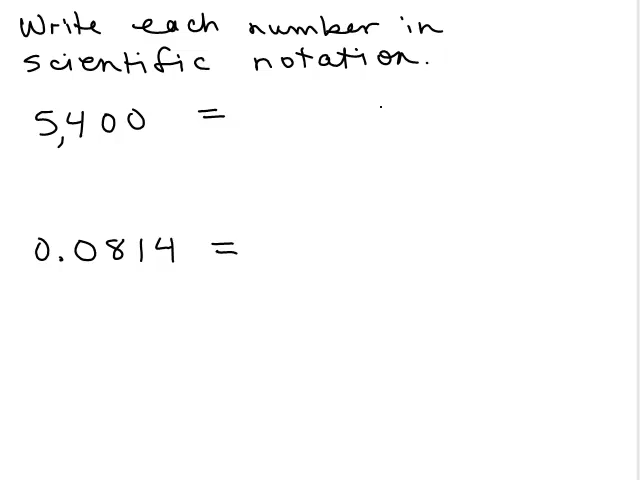 Write each number in
scientific notation.
5,400 =
0.0814 =